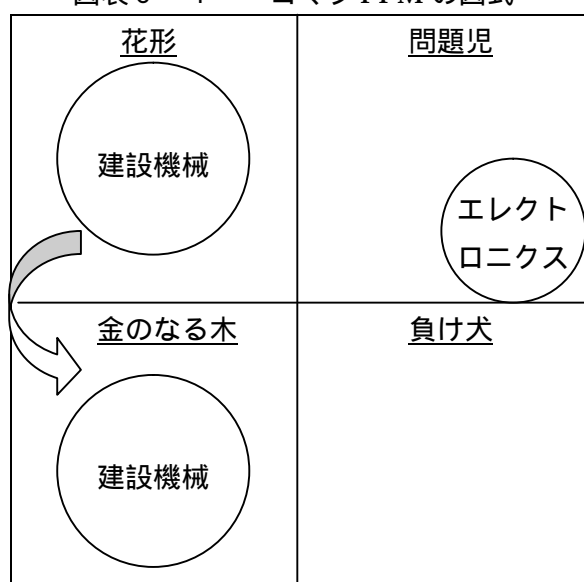 花形
問題児
建設機械
エレクト
ロニクス
金のなる木
負け犬
建設機械